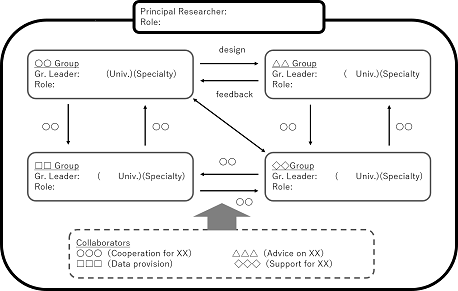 Principal Researcher:
Role:
design
○○ Group
Gr. Leader: (Univ.)(Specialty)
Role:
△△ Group
Gr. Leader: ( Univ.)(Specialty
Role:
feedback
○○
○○
○○
○○
□□ Group
Gr. Leader: ( Univ.)(Specialty)
Role:
○○
◇◇Group
Gr. Leader: ( Univ.)(Specialty)
Role:
○○
Collaborators
○○○ (Cooperation for XX) △△△ (Advice on XX)
□□□ (Data provision) ◇◇◇ (Support for XX)